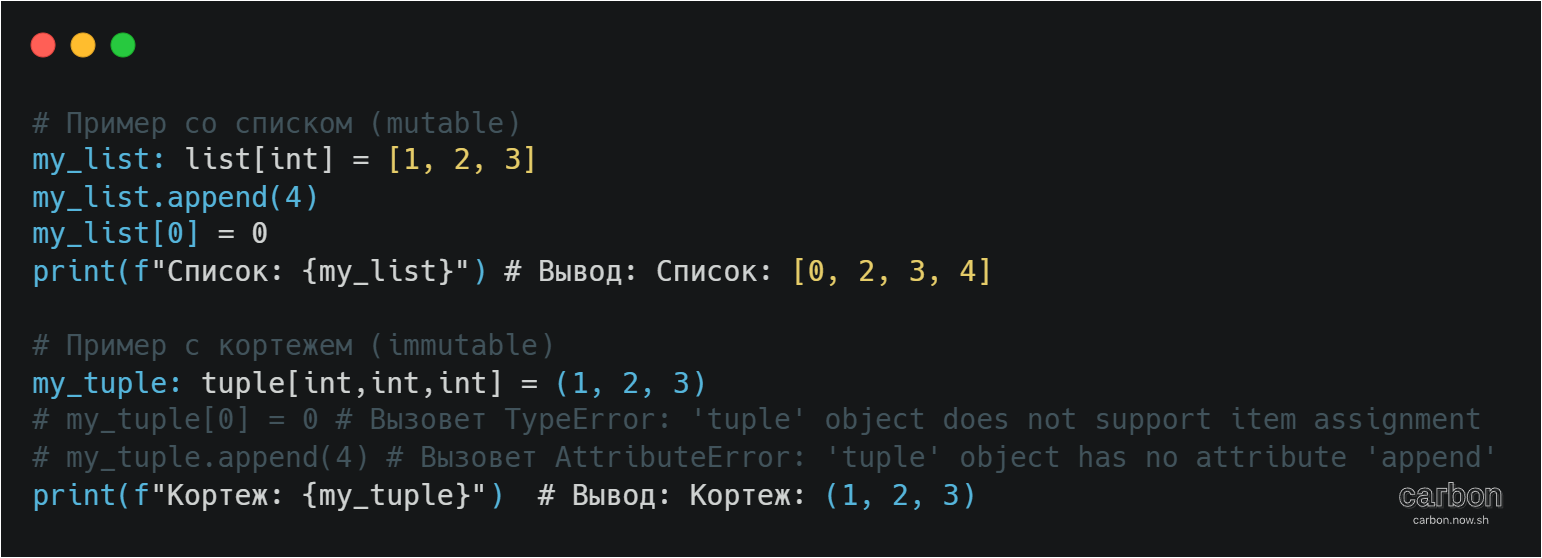 # Пример со списком (mutable)
my_list: list[int] = [1, 2, 3]
my_list.append(4)
my_list[0] = 0
print(f"Список: {my_list}") # Вывод: Список: [0, 2, 3, 4]
# Пример с кортежем (immutable)
my_tuple: tuple[int,int,int] = (1, 2, 3)
# my_tuple[0] = 0 # Вызовет TypeError: 'tuple' object does not support item assignment
# my_tuple.append(4) # Вызовет AttributeError: 'tuple' object has no attribute 'append'
print(f"Кортеж: {my_tuple}")  # Вывод: Кортеж: (1, 2, 3)
carbon
carbon.now.sh